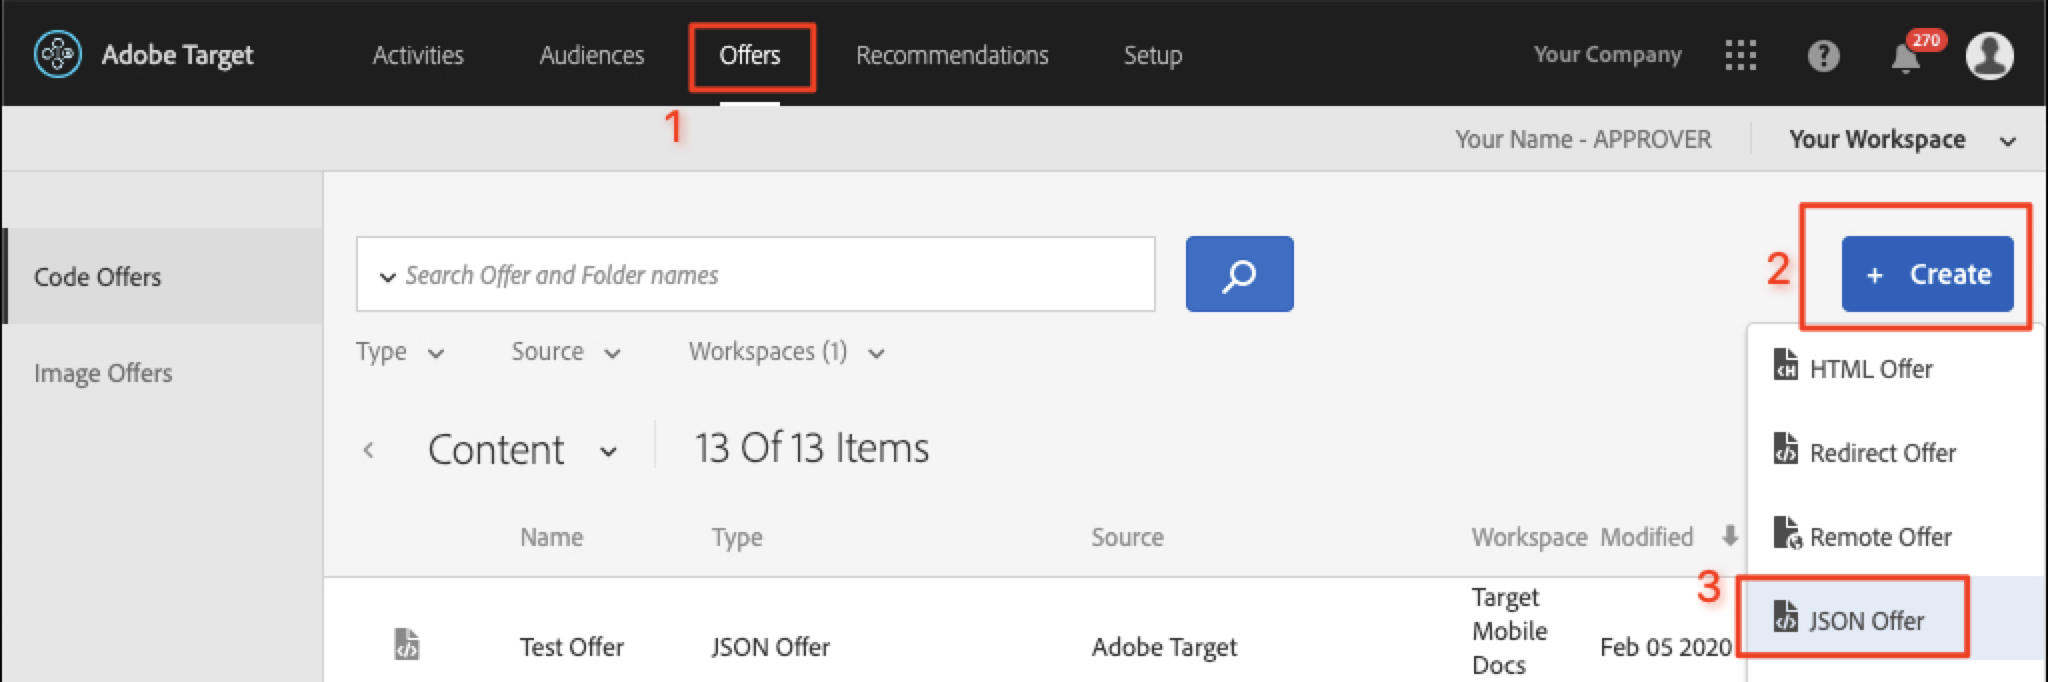 Adobe Target Activities Audiences Offers Recommendations Setup Your Company 270
1
Your Name - APPROVER Your Workspace
Code Offers
Image Offers
Search Offer and Folder names
2
+ Create
Type Source Workspaces (1)
HTML Offer
Redirect Offer
Remote Offer
3
JSON Offer
Content 13 Of 13 Items
Name Type Source Workspace Modified
Test Offer JSON Offer Adobe Target Target Mobile Docs Feb 05 2020